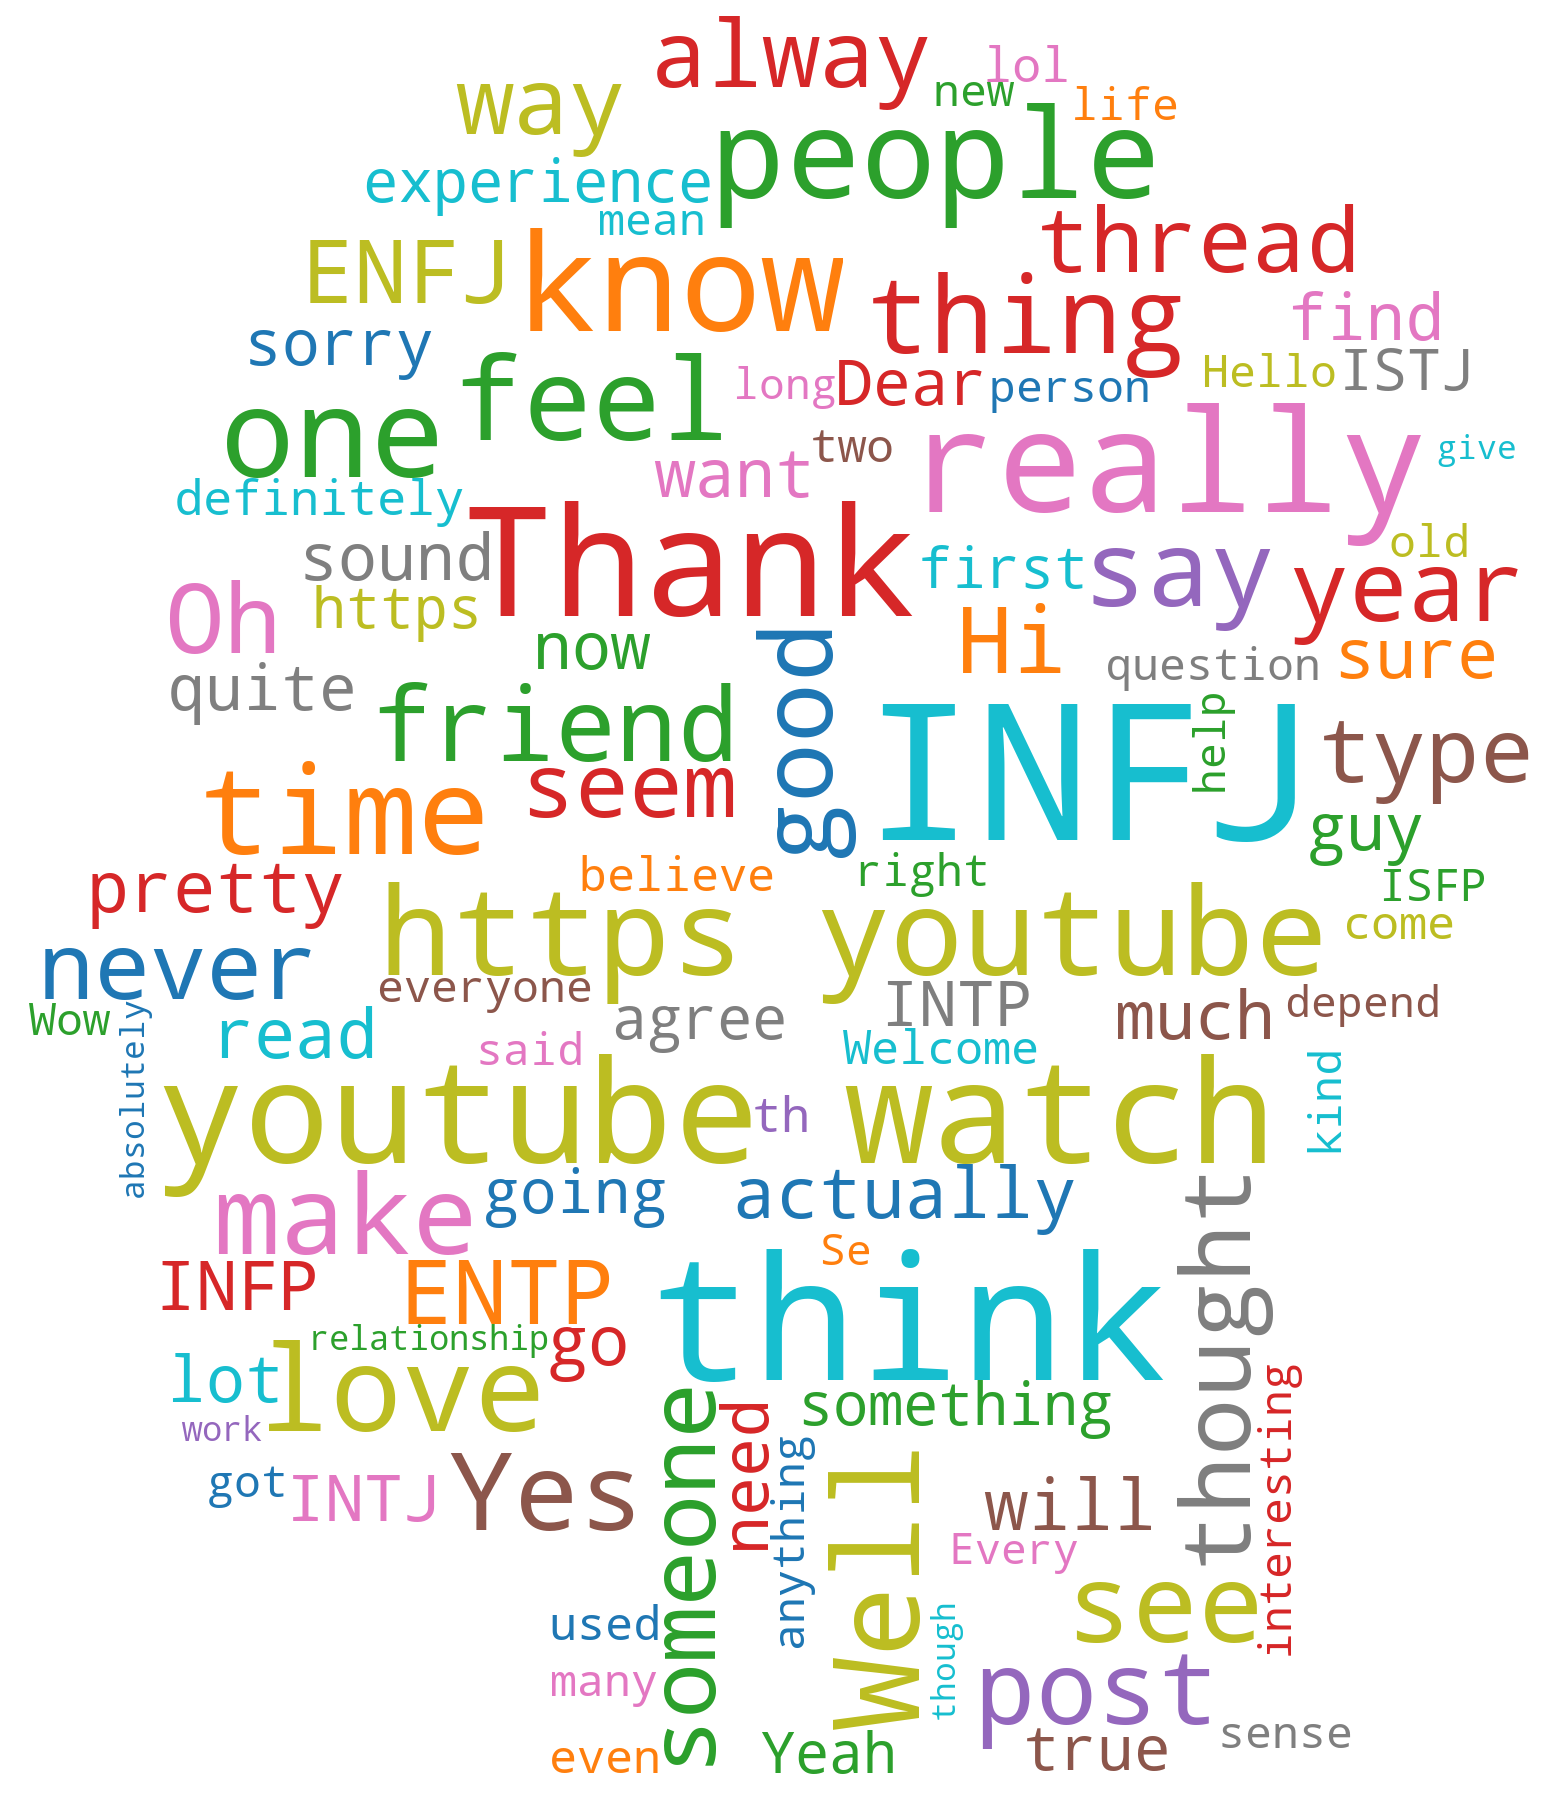 alway
lol
new
life
way
people
experience
mean
thread
ENFJ
know
thing
find
sorry
feel
long
Dear
person
Hello
ISTJ
one
really
two
give
want
definitely
Thank
sound
first
say
old
year
Oh
https
now
good
Hi
question
sure
quite
friend
INFJ
help
type
time
seem
guy
pretty
believe
right
ISFP
https youtube
come
never
everyone
INTP
much
depend
Wow
absolutely
read
agree
said
Welcome
youtube watch
th
kind
make
going
actually
thought
Se
INFP
ENTP
think
relationship
go
lot
love
someone
need
something
interesting
work
anything
got
INTJ
Yes
Well
will
Every
see
used
though
many
post
even
Yeah
true
sense